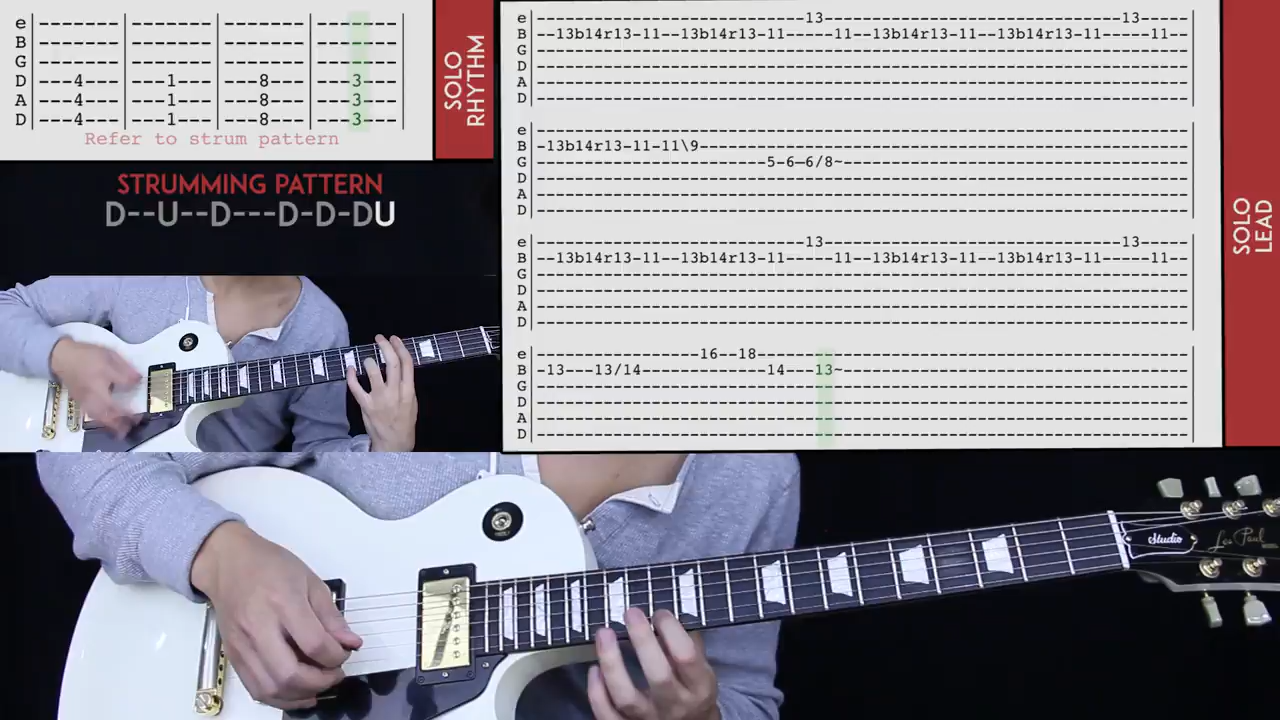 e|------|------|------|------|
B|------|------|------|------|
G|------|------|------|------|
D|---4---|---1----|---8---|---3---|
A|---4---|---1----|---8---|---3---|
D|---4---|---1----|---8---|---3---|
Refer to strum pattern
SOLO
RHYTHM
STRUMMING PATTERN
D--U--D---D-D-DU
e|----------------------------13-------------------------------13-----|
B|--13b14r13-11--13b14r13-11-----11--13b14r13-11--13b14r13-11-----11--|
G|--------------------------------------------------------------------|
D|--------------------------------------------------------------------|
A|--------------------------------------------------------------------|
D|--------------------------------------------------------------------|
e|--------------------------------------------------------------------|
B|-13b14r13-11-11\9---------------------------------------------------|
G|------------------------5-6-6/8~------------------------------------|
D|--------------------------------------------------------------------|
A|--------------------------------------------------------------------|
D|--------------------------------------------------------------------|
e|----------------------------13-------------------------------13-----|
B|--13b14r13-11--13b14r13-11-----11--13b14r13-11--13b14r13-11-----11--|
G|--------------------------------------------------------------------|
D|--------------------------------------------------------------------|
A|--------------------------------------------------------------------|
D|--------------------------------------------------------------------|
e|-----------------16--18---------------------------------------------|
B|-13---13/14-------------14---13~------------------------------------|
G|--------------------------------------------------------------------|
D|--------------------------------------------------------------------|
A|--------------------------------------------------------------------|
D|--------------------------------------------------------------------|
SOLO
LEAD
Studio
Les Paul